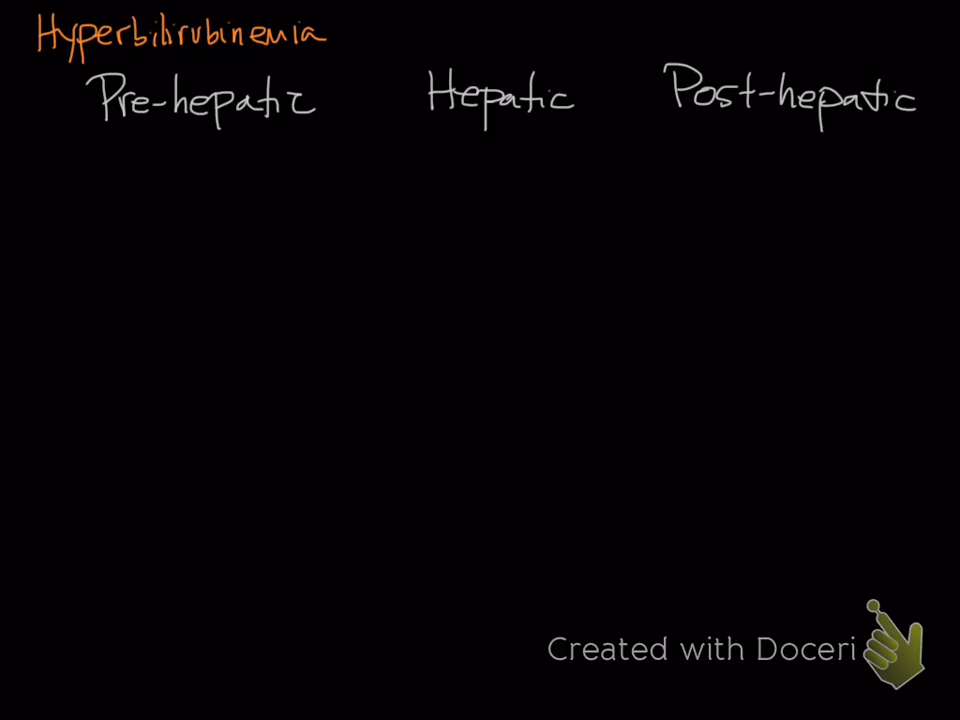 Hyperbilirubinemia
Pre-hepatic Hepatic Post-hepatic
Created with Doceri